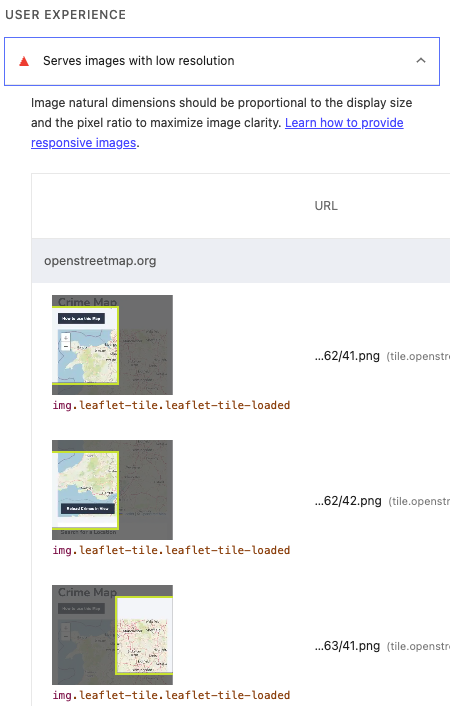 USER EXPERIENCE
Serves images with low resolution
Image natural dimensions should be proportional to the display size
and the pixel ratio to maximize image clarity. Learn how to provide
responsive images.
URL
openstreetmap.org
Crime Map
How to use this Map
...62/41.png (tile.openstre
img.leaflet-tile.leaflet-tile-loaded
Reload Crimes in View
Search for a Location
...62/42.png (tile.openst
img.leaflet-tile.leaflet-tile-loaded
Crime Map
How to use this Map
...63/41.png (tile.openstr
img.leaflet-tile.leaflet-tile-loaded